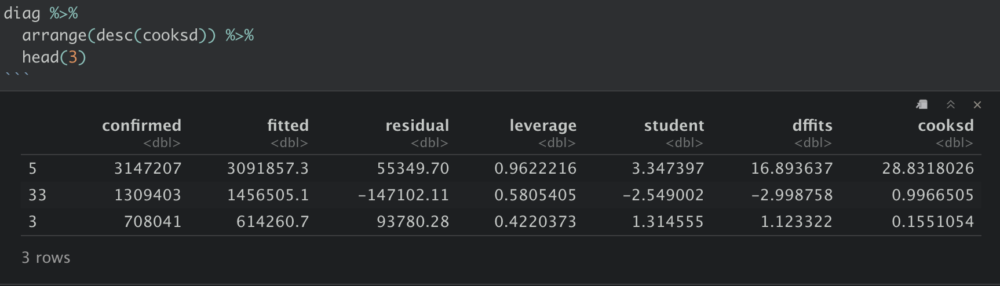 diag %>%
  arrange(desc(cooksd)) %>%
  head(3)
```
confirmed fitted residual leverage student dffits cooksd
<dbl> <dbl> <dbl> <dbl> <dbl> <dbl> <dbl>
5 3147207 3091857.3 55349.70 0.9622216 3.347397 16.893637 28.8318026
33 1309403 1456505.1 -147102.11 0.5805405 -2.549002 -2.998758 0.9966505
3 708041 614260.7 93780.28 0.4220373 1.314555 1.123322 0.1551054
3 rows